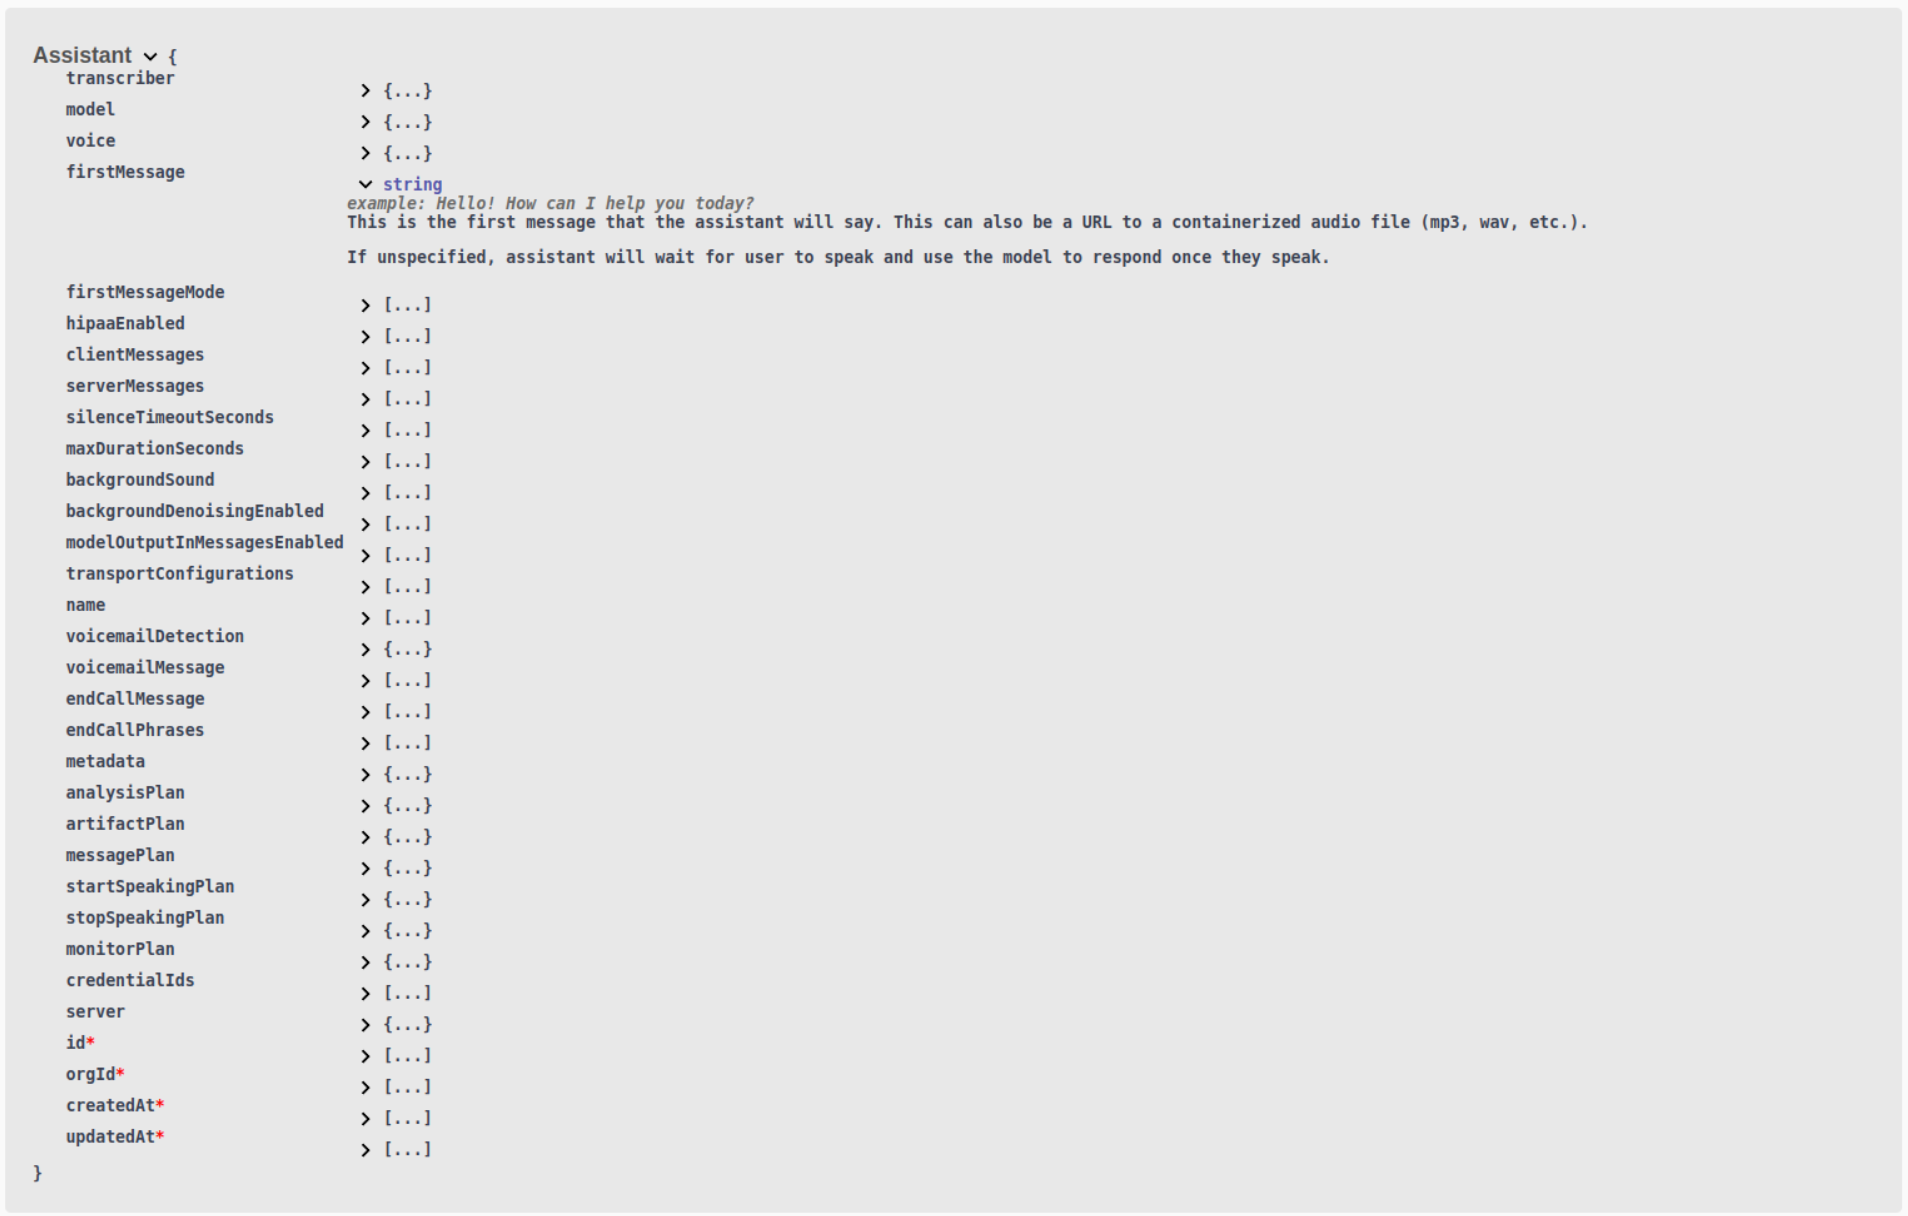 Assistant {
transcriber {...}
model {...}
voice {...}
firstMessage string
example: Hello! How can I help you today?
This is the first message that the assistant will say. This can also be a URL to a containerized audio file (mp3, wav, etc.).
If unspecified, assistant will wait for user to speak and use the model to respond once they speak.
firstMessageMode [...]
hipaaEnabled [...]
clientMessages [...]
serverMessages [...]
silenceTimeoutSeconds [...]
maxDurationSeconds [...]
backgroundSound [...]
backgroundDenoisingEnabled [...]
modelOutputInMessagesEnabled [...]
transportConfigurations [...]
name [...]
voicemailDetection {...}
voicemailMessage [...]
endCallMessage [...]
endCallPhrases [...]
metadata {...}
analysisPlan {...}
artifactPlan {...}
messagePlan {...}
startSpeakingPlan {...}
stopSpeakingPlan {...}
monitorPlan {...}
credentialIds [...]
server {...}
id* [...]
orgId* [...]
createdAt* [...]
updatedAt* [...]
}